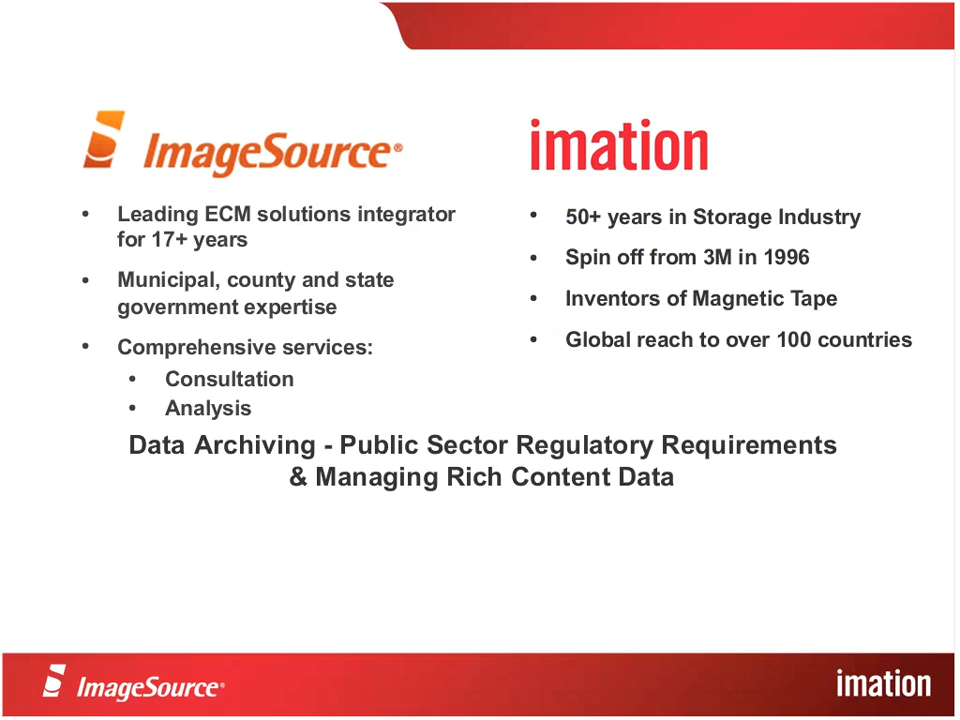 ImageSource®
• Leading ECM solutions integrator
for 17+ years
• Municipal, county and state
government expertise
• Comprehensive services:
• Consultation
• Analysis
imation
• 50+ years in Storage Industry
• Spin off from 3M in 1996
• Inventors of Magnetic Tape
• Global reach to over 100 countries
Data Archiving - Public Sector Regulatory Requirements
& Managing Rich Content Data
ImageSource®
imation